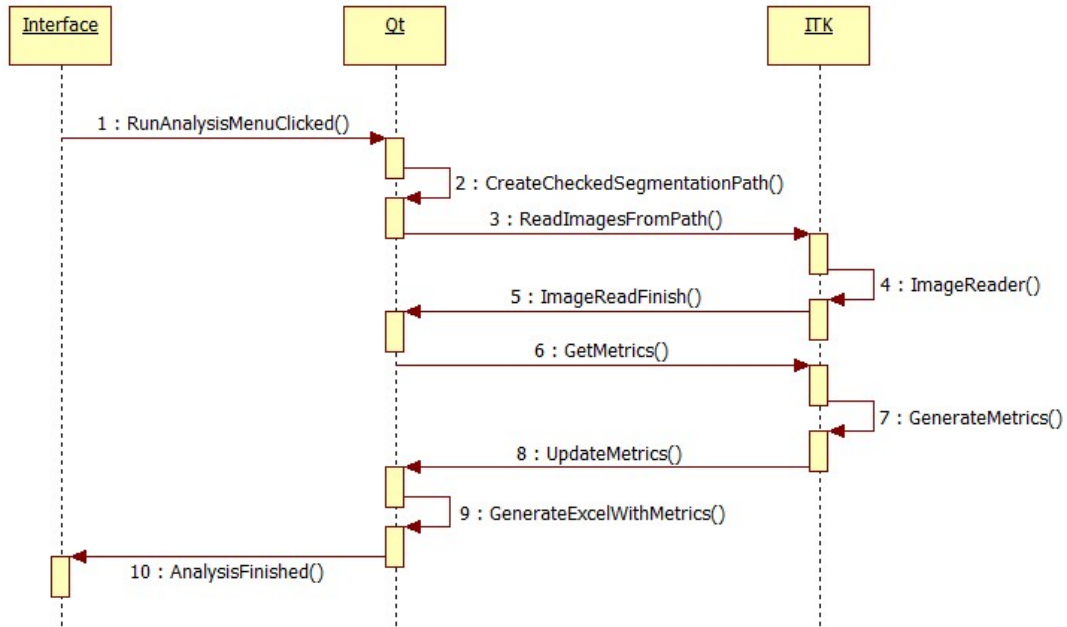 Interface
Qt
ITK
1 : RunAnalysisMenuClicked()
2 : CreateCheckedSegmentationPath()
3 : ReadImagesFromPath()
4 : ImageReader()
5 : ImageReadFinish()
6 : GetMetrics()
7 : GenerateMetrics()
8 : UpdateMetrics()
9 : GenerateExcelWithMetrics()
10 : AnalysisFinished()